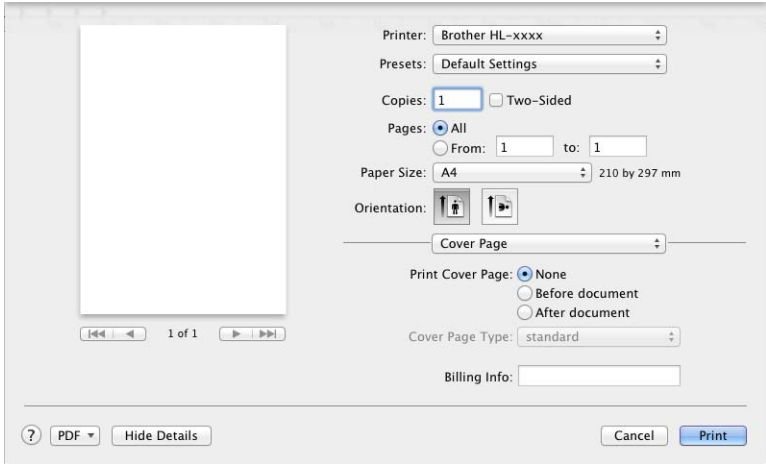 Printer: Brother HL-xxxx
Presets: Default Settings
Copies: 1 Two-Sided
Pages: All
From: 1 to: 1
Paper Size: A4 210 by 297 mm
Orientation:
Cover Page
Print Cover Page: None
Before document
After document
1 of 1
Cover Page Type: standard
Billing Info:
? PDF Hide Details Cancel Print